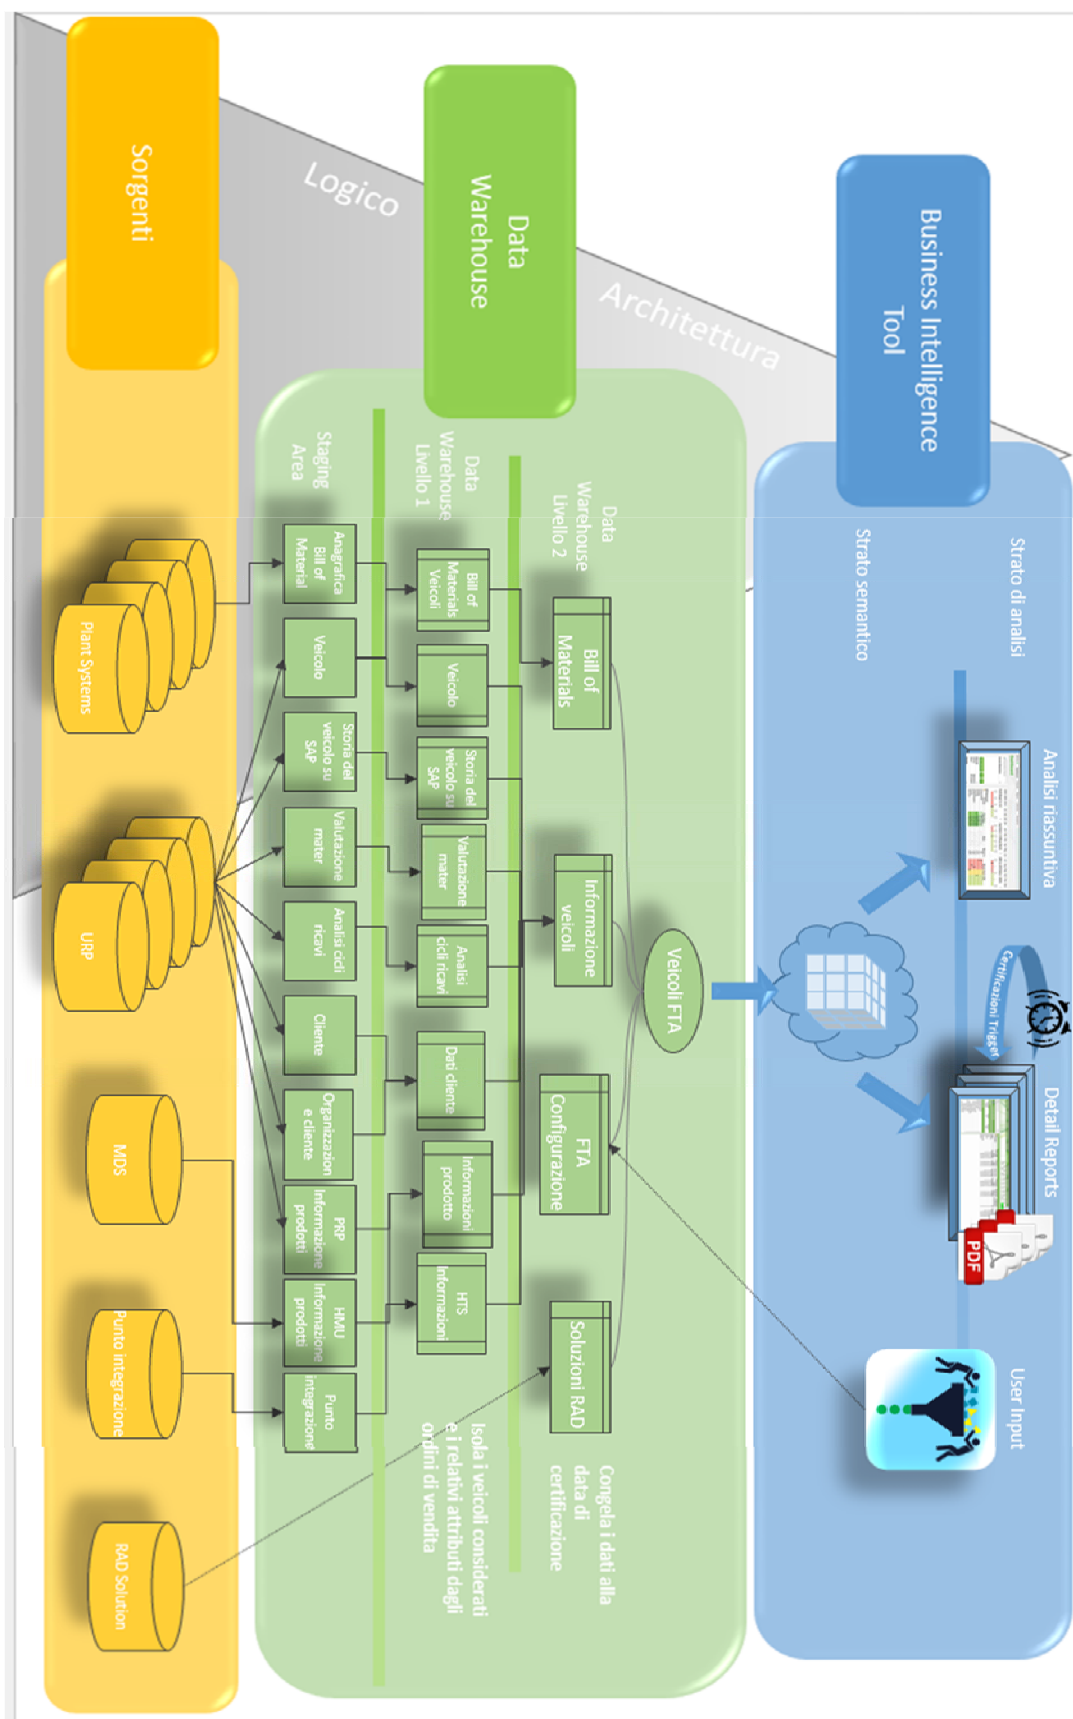 Business Intelligence
Tool
Strato di analisi
Strato semantico
Analisi riassuntiva
Certificazioni Trigger
Detail Reports
PDF
User Input
Architettura
Logico
Data
Warehouse
Data
Warehouse
Livello 2
Veicoli FTA
Bill of
Materials
Informazione
veicoli
FTA
Configurazione
Soluzioni RAD
Congela i dati alla
data di
certificazione
Data
Warehouse
Livello 1
Bill of
Materials
Veicoli
Veicolo
Storia del
veicolo su
SAP
Valutazione
mater
Analisi
cicli ricavi
Dati cliente
Informazioni
prodotto
HTS
Informazioni
Isola i veicoli considerati
e i relativi attributi dagli
ordini di vendita
Staging
Area
Anagrafica
Bill of
Material
Veicolo
Storia del
veicolo su
SAP
Valutazione
mater
Analisi cicli
ricavi
Cliente
Organizzazion
e cliente
PRP
Informazione
prodotti
HMU
Informazione
prodotti
Punto
integrazione
Sorgenti
Plant Systems
URP
MDS
Punto integrazione
RAD Solution